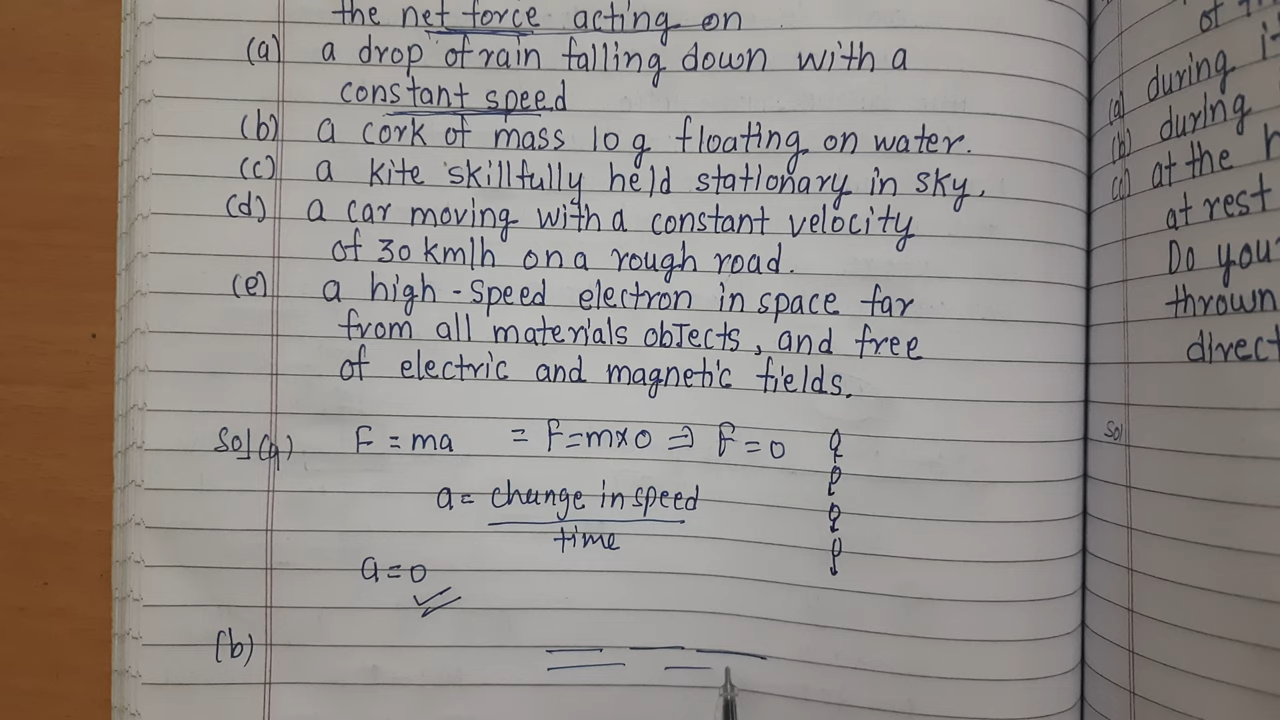 the net force acting on
(a) a drop of rain falling down with a
constant speed
(b) a cork of mass 10 g floating on water.
(c) a kite skillfully held stationary in sky.
(d) a car moving with a constant velocity
of 30 km/h on a rough road.
(e) a high-speed electron in space far
from all materials objects, and free
of electric and magnetic fields.
Sol (a) F = ma = F = m×0 ⇒ F = 0
a = change in speed
time
a = 0
(b)
of
(a) during
(b) during
(c) at the
at rest
Do you
thrown
direct
Sol